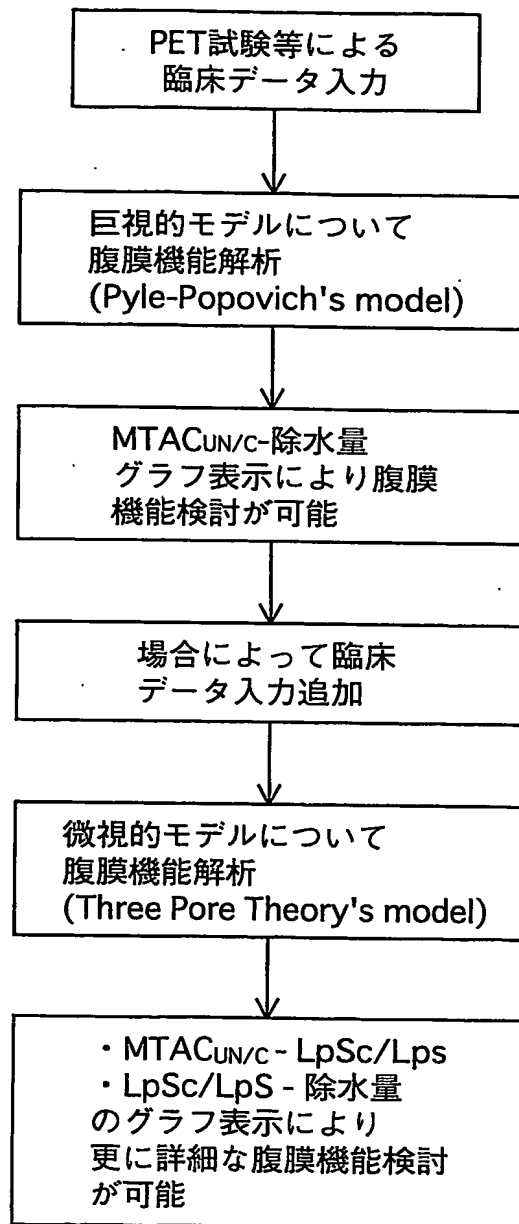 PET試験等による
臨床データ入力
巨視的モデルについて
腹膜機能解析
(Pyle-Popovich's model)
MTACUN/C-除水量
グラフ表示により腹膜
機能検討が可能
場合によって臨床
データ入力追加
微視的モデルについて
腹膜機能解析
(Three Pore Theory's model)
・MTACUN/C - LpSc/Lps
・LpSc/LpS - 除水量
のグラフ表示により
更に詳細な腹膜機能検討
が可能